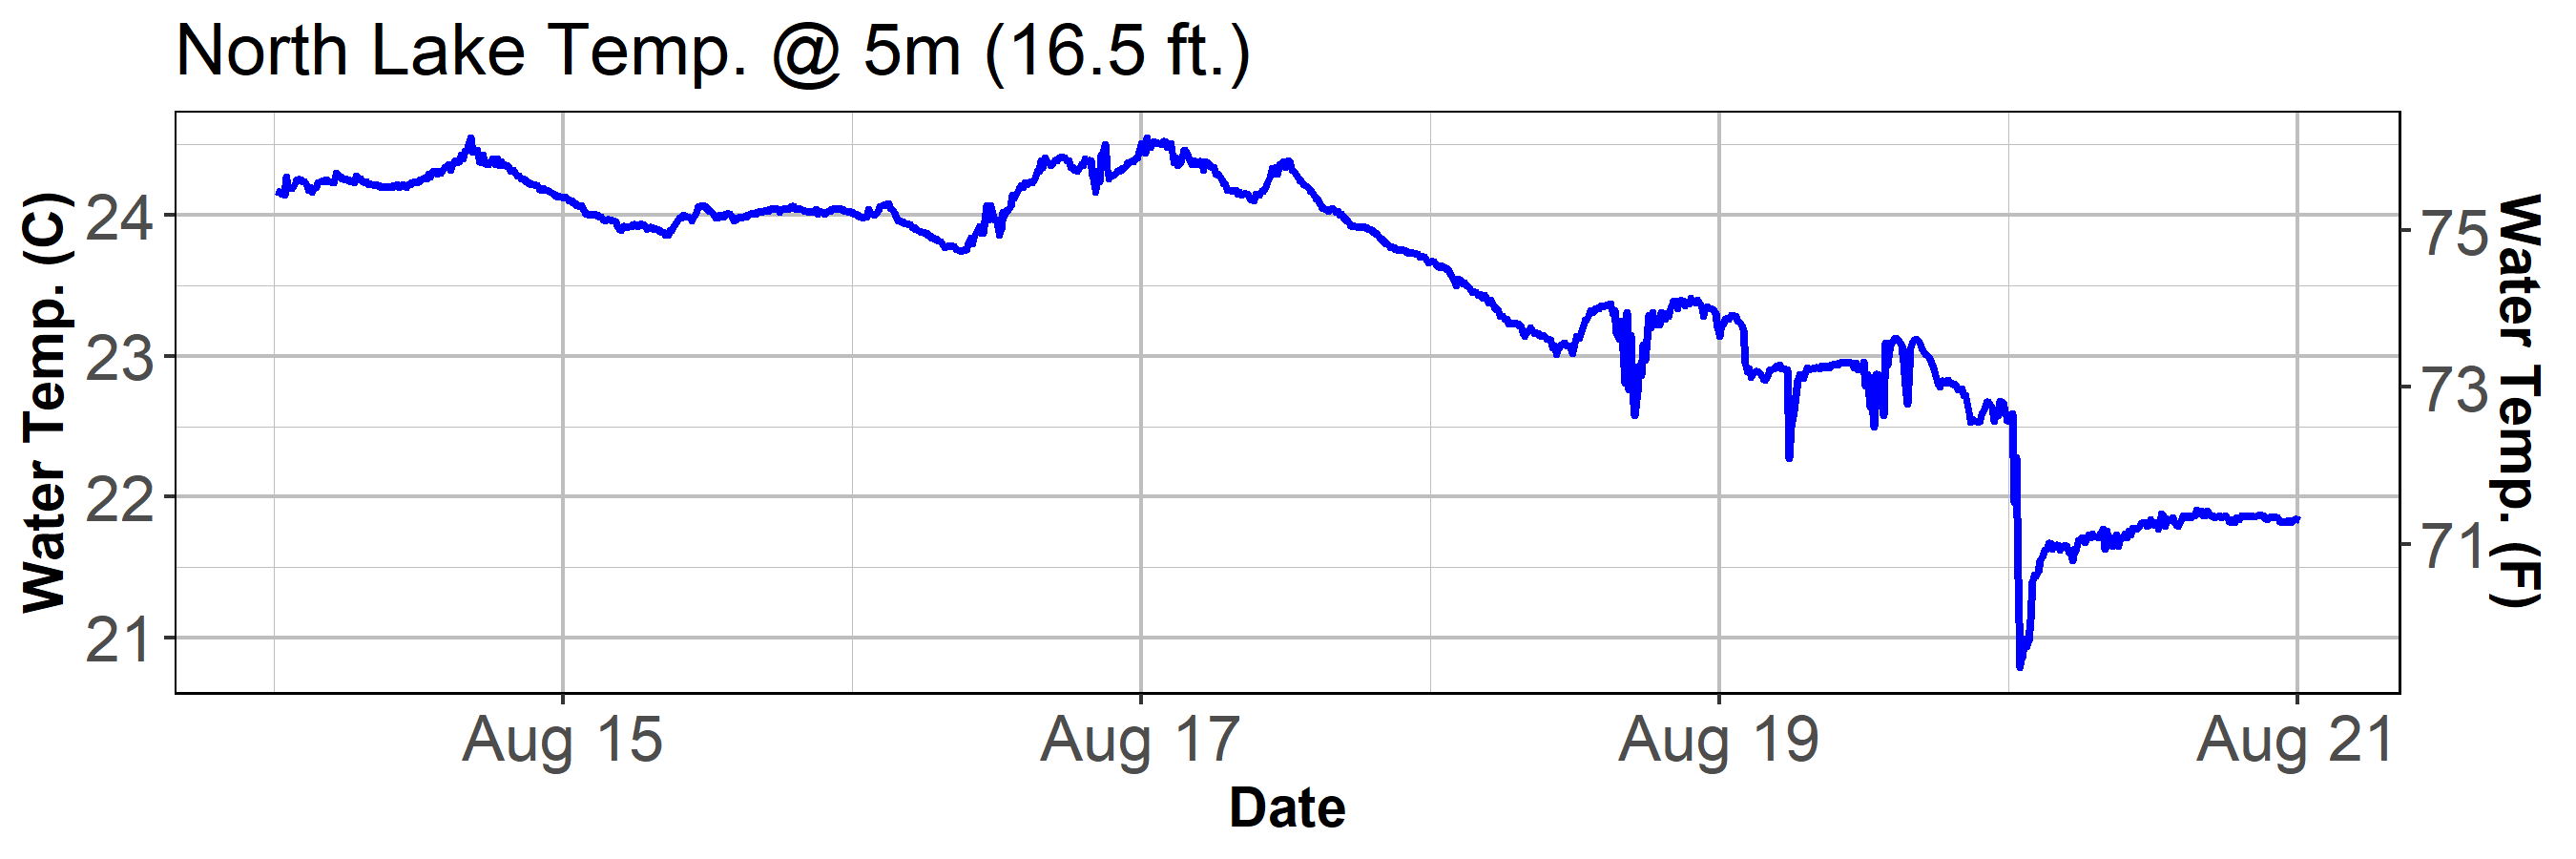 North Lake Temp. @ 5m (16.5 ft.)
Water Temp. (C)
24
23
22
21
75
73
71
Water Temp. (F)
Aug 15
Aug 17
Aug 19
Aug 21
Date